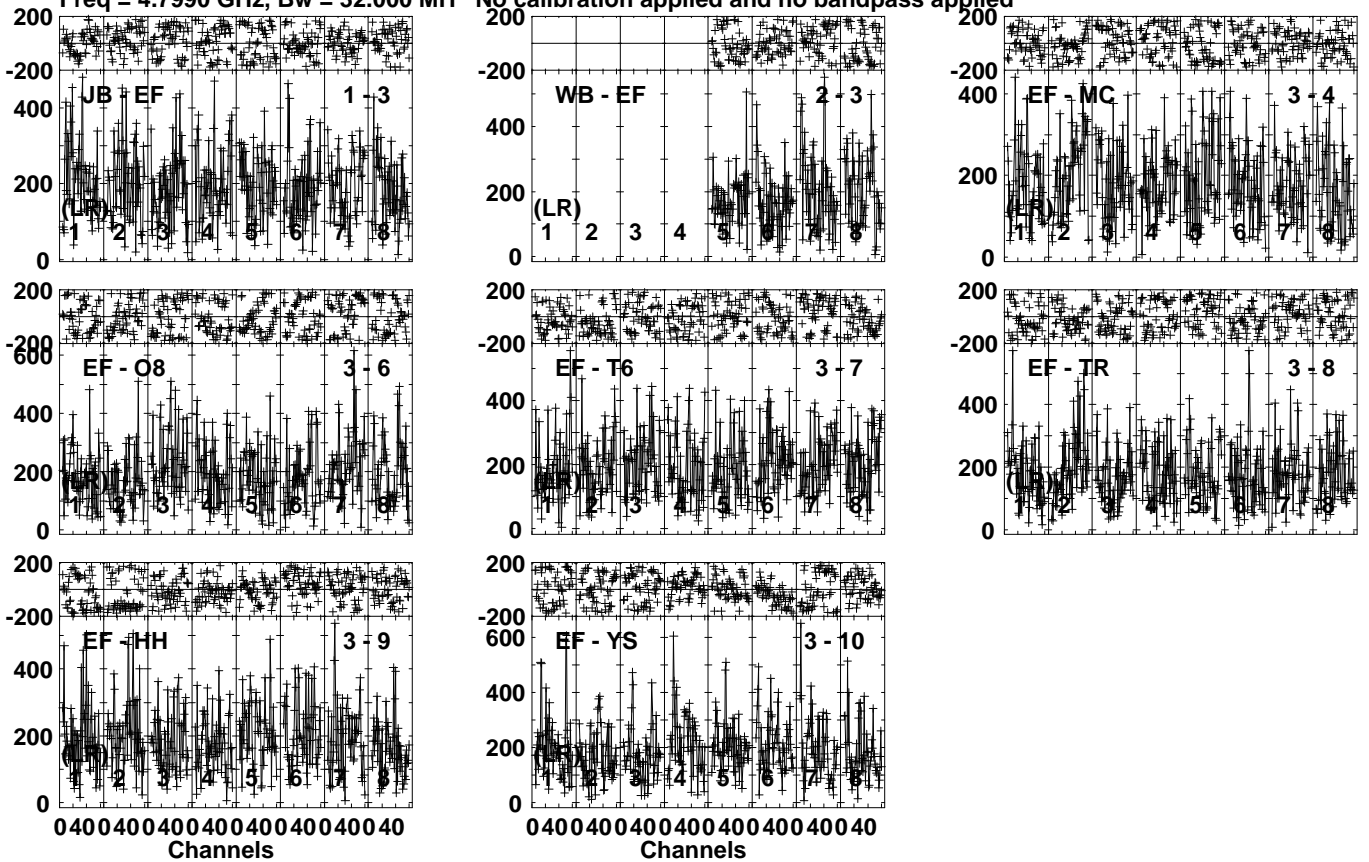 Freq = 4.7990 GHz, Bw = 32.000 MH No calibration applied and no bandpass applied
200
-200
JB - EF 1 - 3
400
200
(LR)
0
1 2 3 4 5 6 7 8
200
-200
WB - EF 2 - 3
400
200
(LR)
0
1 2 3 4 5 6 7 8
200
-200
EF - MC 3 - 4
400
200
(LR)
0
1 2 3 4 5 6 7 8
200
-200
600
EF - O8 3 - 6
400
200
(LR)
0
1 2 3 4 5 6 7 8
200
-200
EF - T6 3 - 7
400
200
(LR)
0
1 2 3 4 5 6 7 8
200
-200
EF - TR 3 - 8
400
200
(LR)
0
1 2 3 4 5 6 7 8
200
-200
EF - HH 3 - 9
400
200
(LR)
0
1 2 3 4 5 6 7 8
0 40 0 40 0 40 0 40 0 40 0 40 0 40 0 40
Channels
200
-200
600
EF - YS 3 - 10
400
200
(LR)
0
1 2 3 4 5 6 7 8
0 40 0 40 0 40 0 40 0 40 0 40 0 40 0 40
Channels